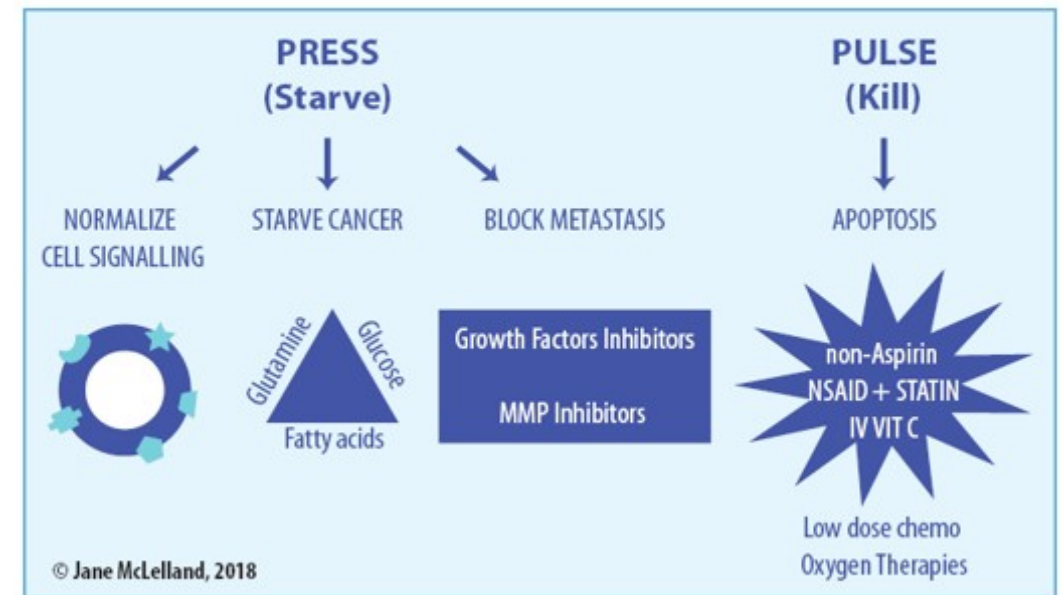 PRESS
(Starve)
PULSE
(Kill)
NORMALIZE
CELL SIGNALLING
STARVE CANCER
BLOCK METASTASIS
APOPTOSIS
Glutamine
Glucose
Fatty acids
Growth Factors Inhibitors
MMP Inhibitors
non-Aspirin
NSAID + STATIN
IV VIT C
Low dose chemo
Oxygen Therapies
© Jane McLelland, 2018